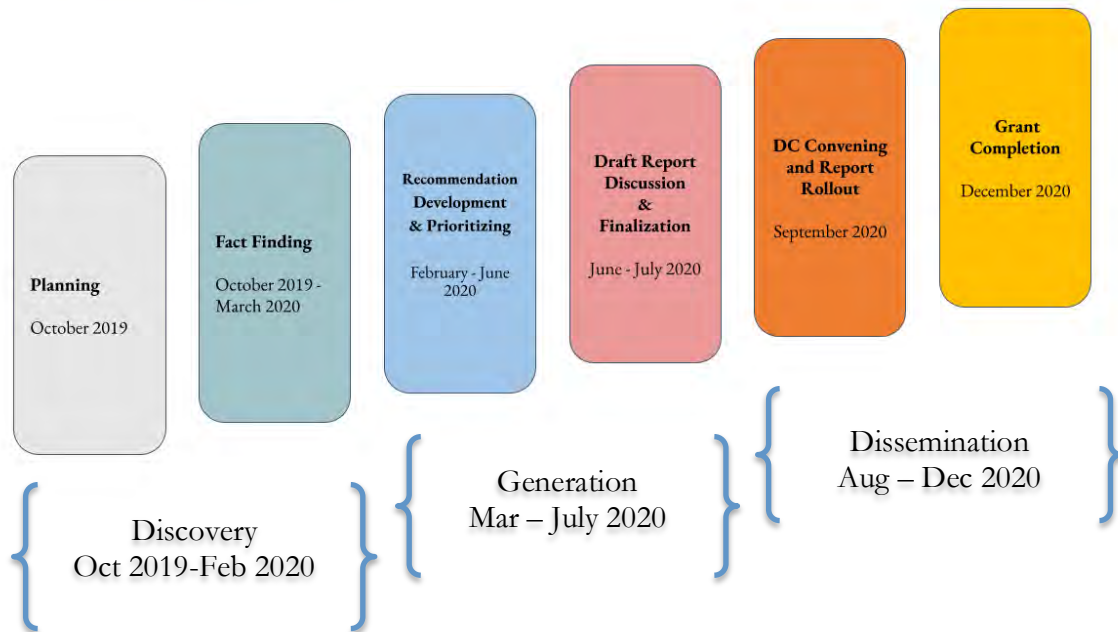 Planning
October 2019
Fact Finding
October 2019 -
March 2020
Recommendation
Development
& Prioritizing
February - June
2020
Draft Report
Discussion
&
Finalization
June - July 2020
DC Convening
and Report
Rollout
September 2020
Grant
Completion
December 2020
Discovery
Oct 2019-Feb 2020
Generation
Mar – July 2020
Dissemination
Aug – Dec 2020